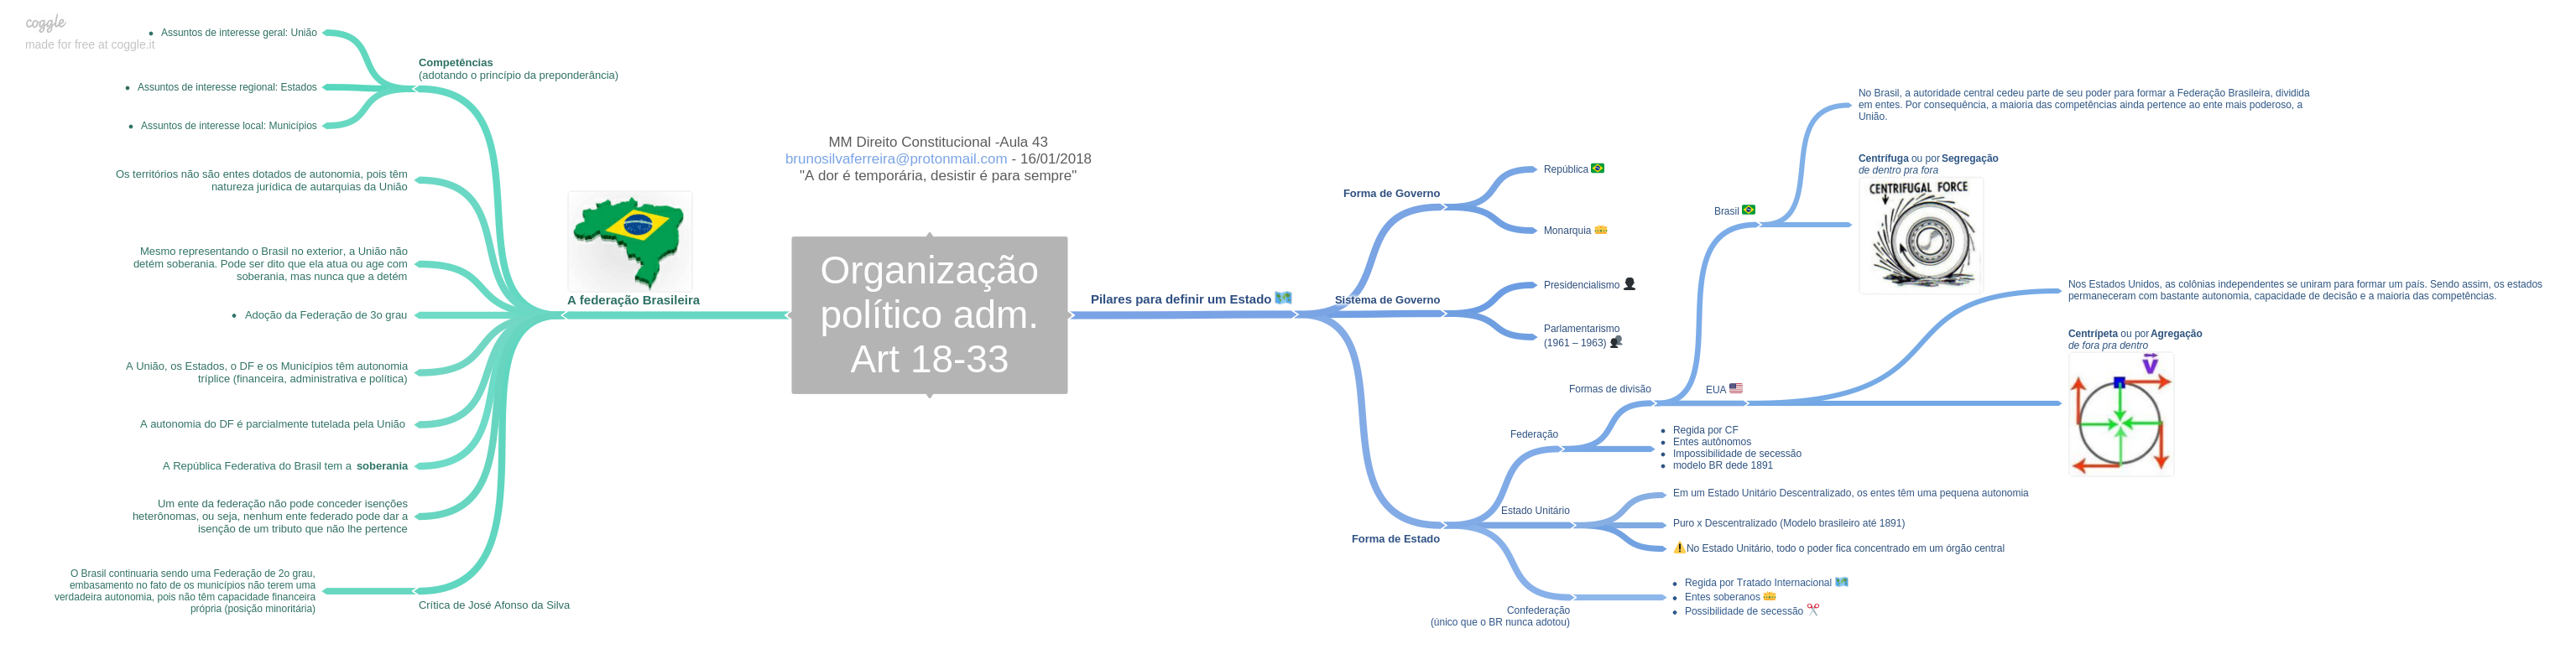 coggle
made for free at coggle.it
Assuntos de interesse geral: União
Assuntos de interesse regional: Estados
Assuntos de interesse local: Municípios
Competências
(adotando o princípio da preponderância)
Os territórios não são entes dotados de autonomia, pois têm
natureza jurídica de autarquias da União
Mesmo representando o Brasil no exterior, a União não
detém soberania. Pode ser dito que ela atua ou age com
soberania, mas nunca que a detém
Adoção da Federação de 3o grau
A União, os Estados, o DF e os Municípios têm autonomia
tríplice (financeira, administrativa e política)
A autonomia do DF é parcialmente tutelada pela União
A República Federativa do Brasil tem a soberania
Um ente da federação não pode conceder isenções
heterônomas, ou seja, nenhum ente federado pode dar a
isenção de um tributo que não lhe pertence
O Brasil continuaria sendo uma Federação de 2o grau,
embasamento no fato de os municípios não terem uma
verdadeira autonomia, pois não têm capacidade financeira
própria (posição minoritária)
Crítica de José Afonso da Silva
A federação Brasileira
MM Direito Constitucional -Aula 43
brunosilvaferreira@protonmail.com - 16/01/2018
"A dor é temporária, desistir é para sempre"
Organização
político adm.
Art 18-33
Pilares para definir um Estado
Forma de Governo
República
Monarquia
Sistema de Governo
Presidencialismo
Parlamentarismo
(1961 – 1963)
Forma de Estado
Federação
Formas de divisão
Brasil
No Brasil, a autoridade central cedeu parte de seu poder para formar a Federação Brasileira, dividida
em entes. Por consequência, a maioria das competências ainda pertence ao ente mais poderoso, a
União.
Centrífuga ou por Segregação
de dentro pra fora
CENTRIFUGAL FORCE
EUA
Nos Estados Unidos, as colônias independentes se uniram para formar um país. Sendo assim, os estados
permaneceram com bastante autonomia, capacidade de decisão e a maioria das competências.
Centrípeta ou por Agregação
de fora pra dentro
v
Regida por CF
Entes autônomos
Impossibilidade de secessão
modelo BR dede 1891
Estado Unitário
Em um Estado Unitário Descentralizado, os entes têm uma pequena autonomia
Puro x Descentralizado (Modelo brasileiro até 1891)
No Estado Unitário, todo o poder fica concentrado em um órgão central
Confederação
(único que o BR nunca adotou)
Regida por Tratado Internacional
Entes soberanos
Possibilidade de secessão